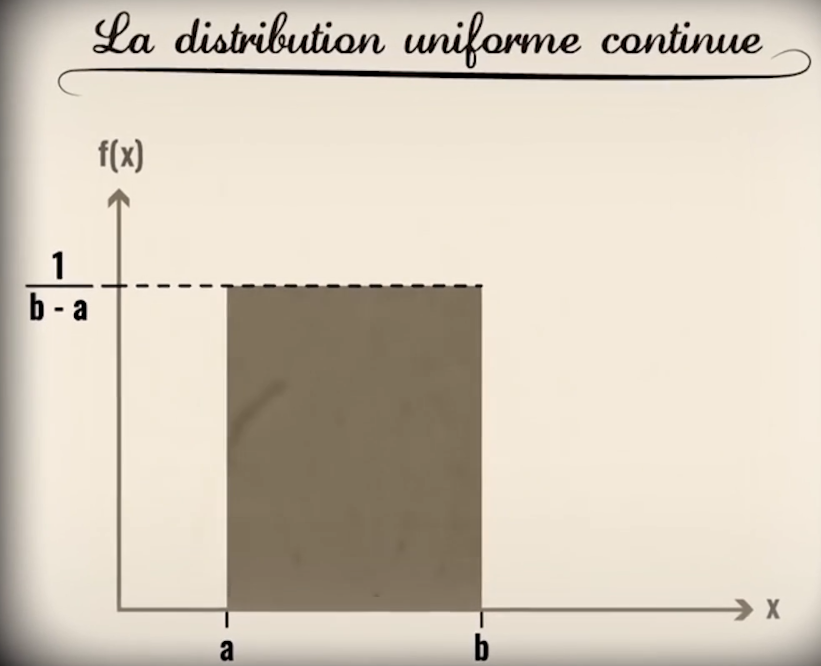 La distribution uniforme continue
f(x)
1
b - a
x
a b